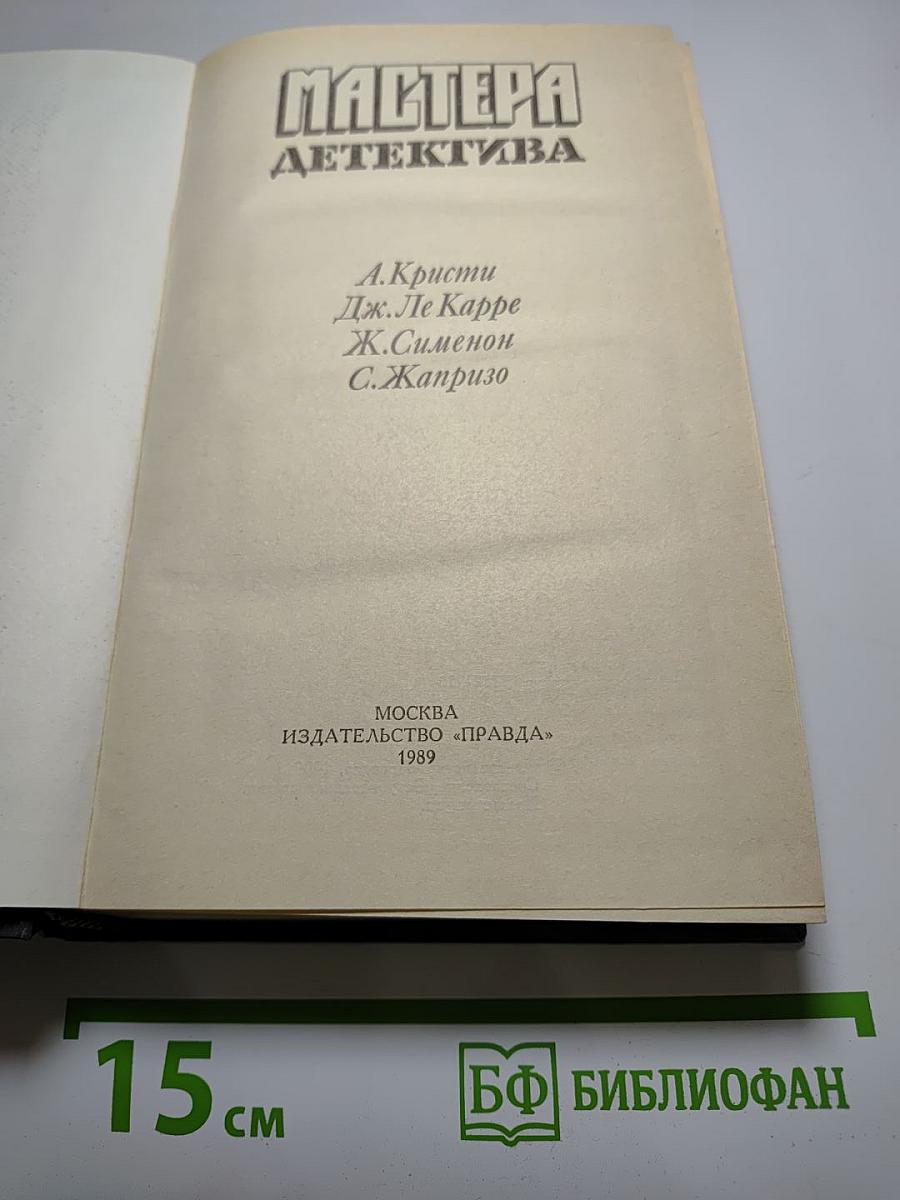 МАСТЕРА
ДЕТЕКТИВА
А.Кристи
Дж.Ле Карре
Ж.Сименон
С.Жапризо
МОСКВА
ИЗДАТЕЛЬСТВО «ПРАВДА»
1989
15 см
БФ БИБЛИОФАН